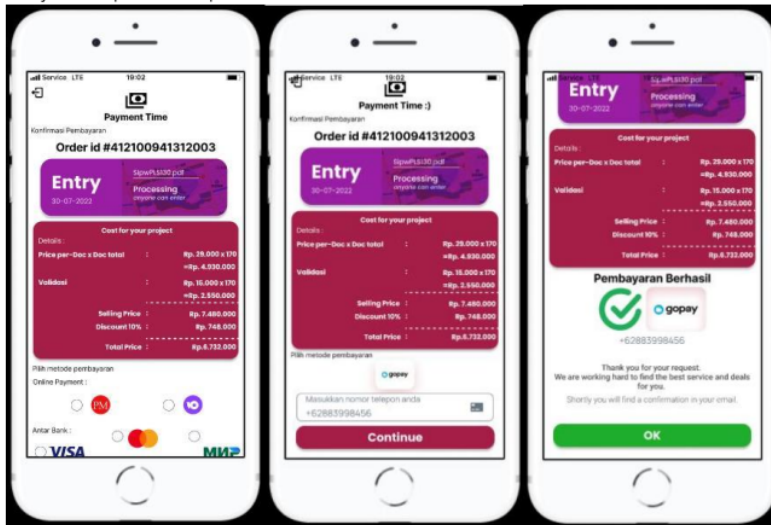 Service LTE 19:02
Payment Time
Konfirmasi Pembayaran
Order id #412100941312003
Entry
30-07-2022
SipwPLSI30.pdf
Processing
anyone can enter
Cost for your project
Details :
Price per-Doc x Doc total : Rp. 29.000 x 170
=Rp. 4.930.000
Validasi : Rp. 15.000 x 170
=Rp. 2.550.000
Selling Price : Rp. 7.480.000
Discount 10% : Rp. 748.000
Total Price : Rp.6.732.000
Pilih metode pembayaran
Online Payment :
PM
Antar Bank :
VISA
МИР
Service LTE 19:02
Payment Time :)
Konfirmasi Pembayaran
Order id #412100941312003
Entry
30-07-2022
SipwPLSI30.pdf
Processing
anyone can enter
Cost for your project
Details :
Price per-Doc x Doc total : Rp. 29.000 x 170
=Rp. 4.930.000
Validasi : Rp. 15.000 x 170
=Rp. 2.550.000
Selling Price : Rp. 7.480.000
Discount 10% : Rp. 748.000
Total Price : Rp.6.732.000
Pilih metode pembayaran
gopay
Masukkan nomor telepon anda
+62883998456
Continue
Entry
30-07-2022
SipwPLSI30.pdf
Processing
anyone can enter
Cost for your project
Details :
Price per-Doc x Doc total : Rp. 29.000 x 170
=Rp. 4.930.000
Validasi : Rp. 15.000 x 170
=Rp. 2.550.000
Selling Price : Rp. 7.480.000
Discount 10% : Rp. 748.000
Total Price : Rp.6.732.000
Pembayaran Berhasil
gopay
+62883998456
Thank you for your request.
We are working hard to find the best service and deals
for you.
Shortly you will find a confirmation in your email.
OK